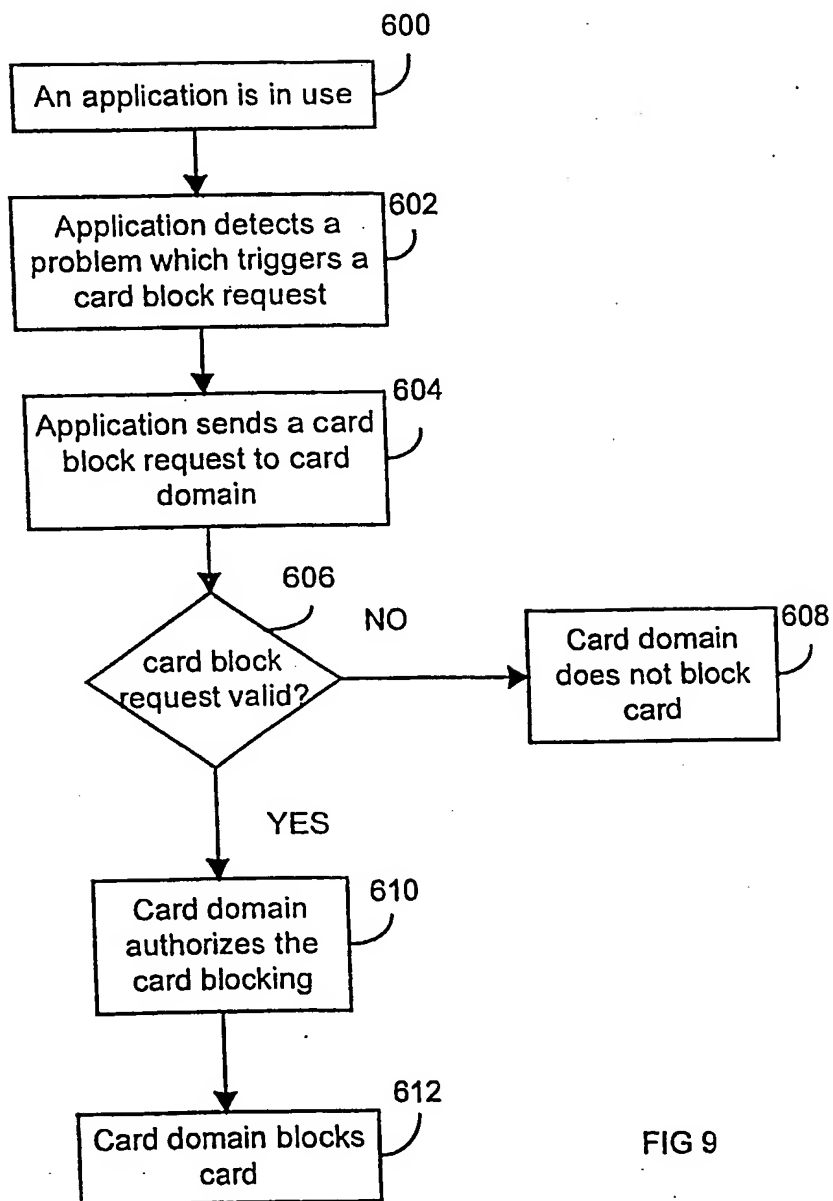 600
An application is in use
602
Application detects a
problem which triggers a
card block request
604
Application sends a card
block request to card
domain
606
card block
request valid?
NO
608
Card domain
does not block
card
YES
610
Card domain
authorizes the
card blocking
612
Card domain blocks
card
FIG 9